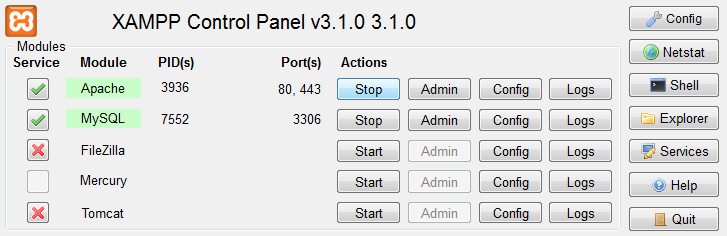 XAMPP Control Panel v3.1.0 3.1.0
Modules
Service Module PID(s) Port(s) Actions
Apache 3936 80, 443 Stop Admin Config Logs
MySQL 7552 3306 Stop Admin Config Logs
FileZilla Start Admin Config Logs
Mercury Start Admin Config Logs
Tomcat Start Admin Config Logs
Config
Netstat
Shell
Explorer
Services
Help
Quit